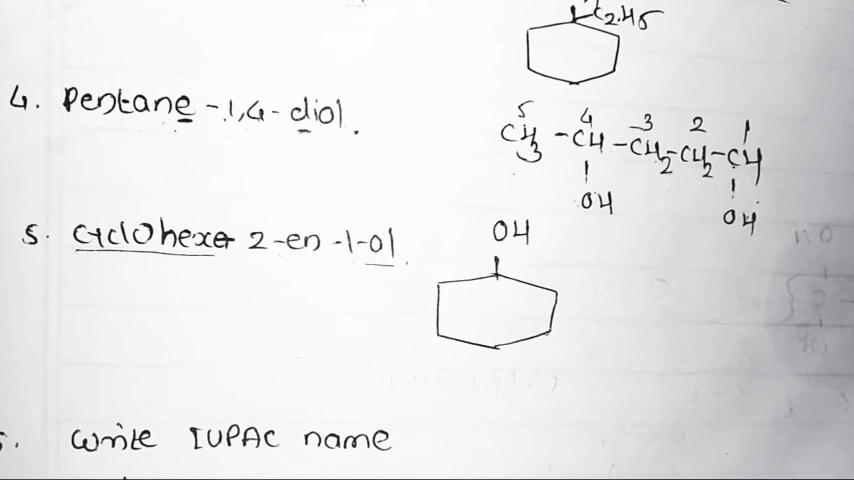 C2H5
4. Pentane - 1,4 - diol.
5 4 3 2 1
CH3 - CH - CH2 - CH2 - CH
OH OH
5. Cyclohex 2-en-1-ol.
OH
write IUPAC name